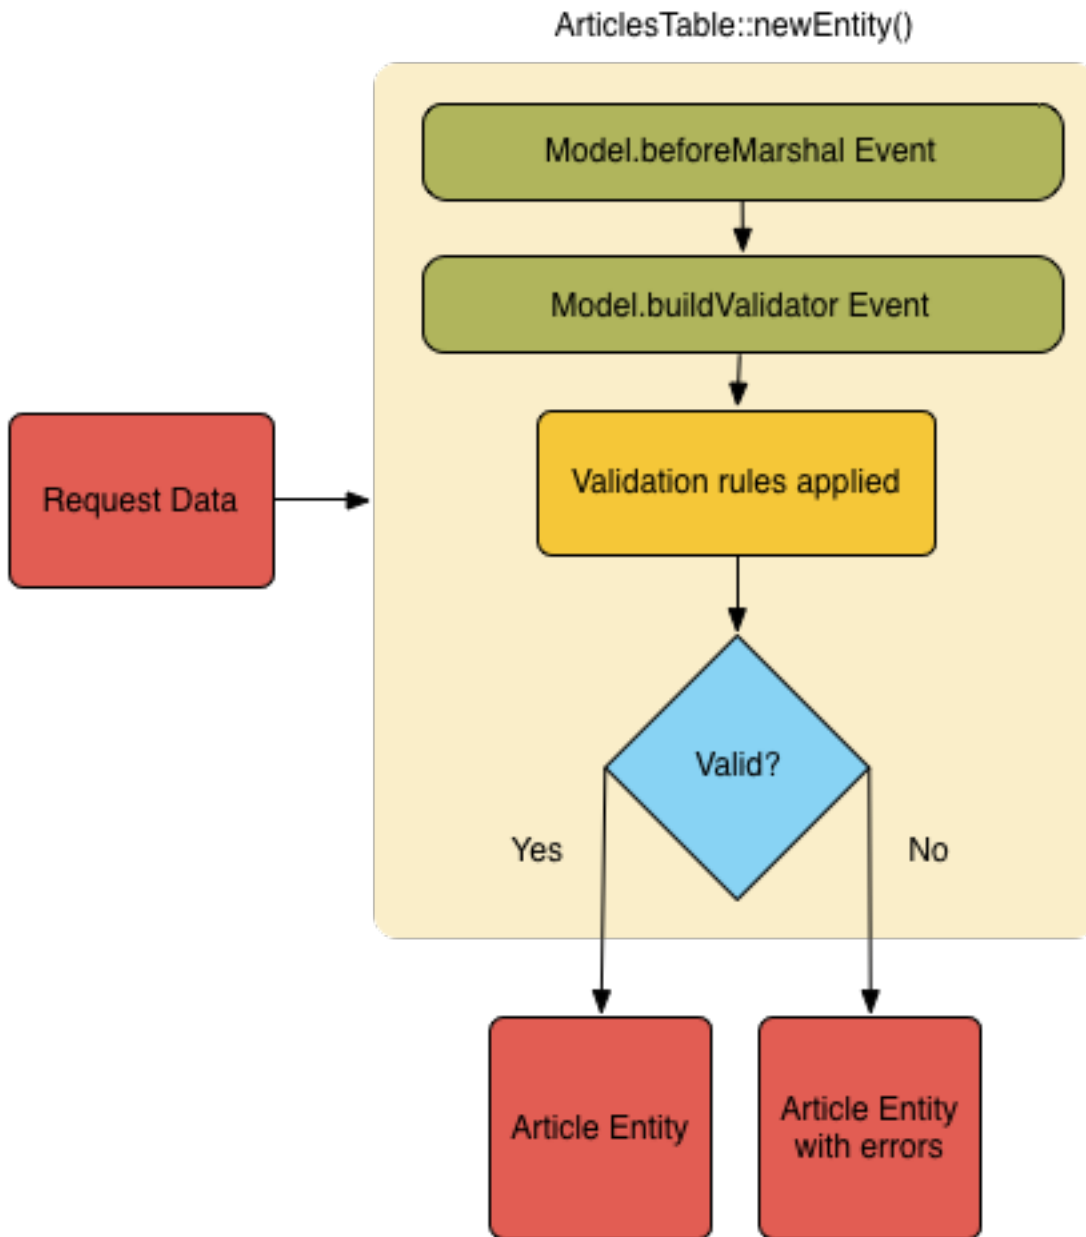 ArticlesTable::newEntity()
Model.beforeMarshal Event
Model.buildValidator Event
Request Data
Validation rules applied
Valid?
Yes
No
Article Entity
Article Entity
with errors